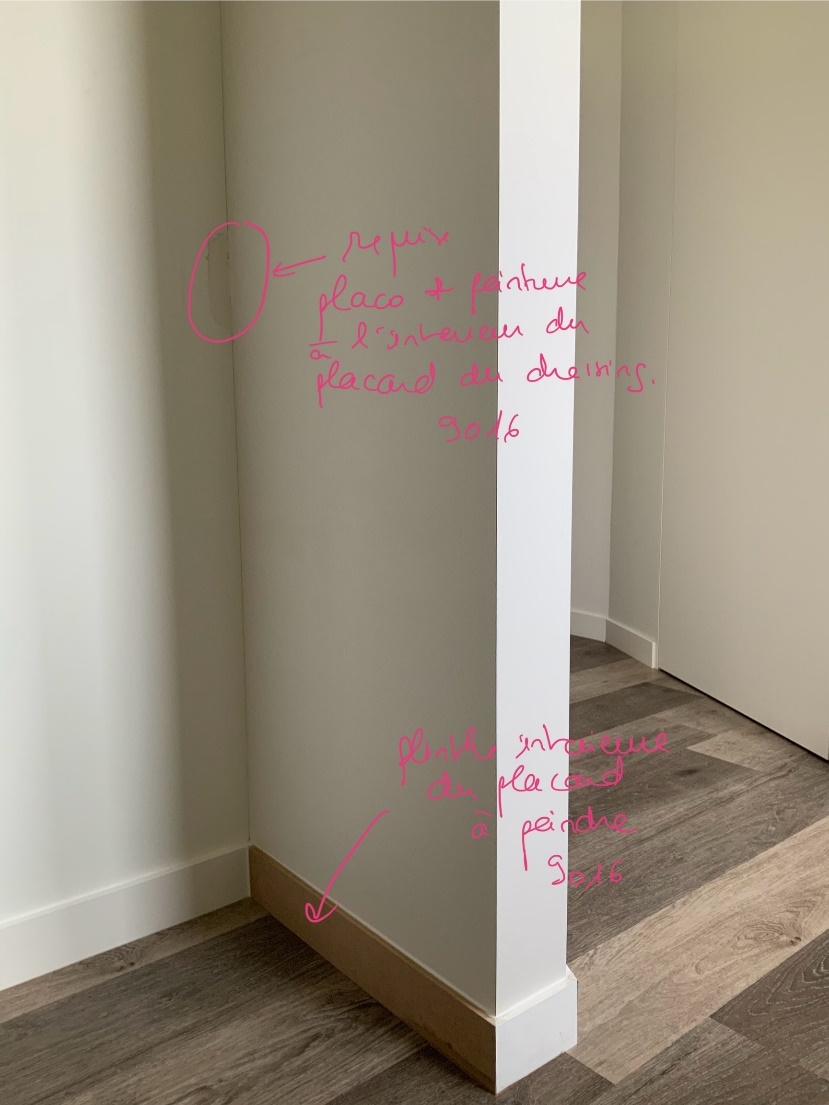 reprise
placo + peinture
à l'intérieur du
placard du dressing.
9016
plinthe intérieure
du placard
à peindre
9016